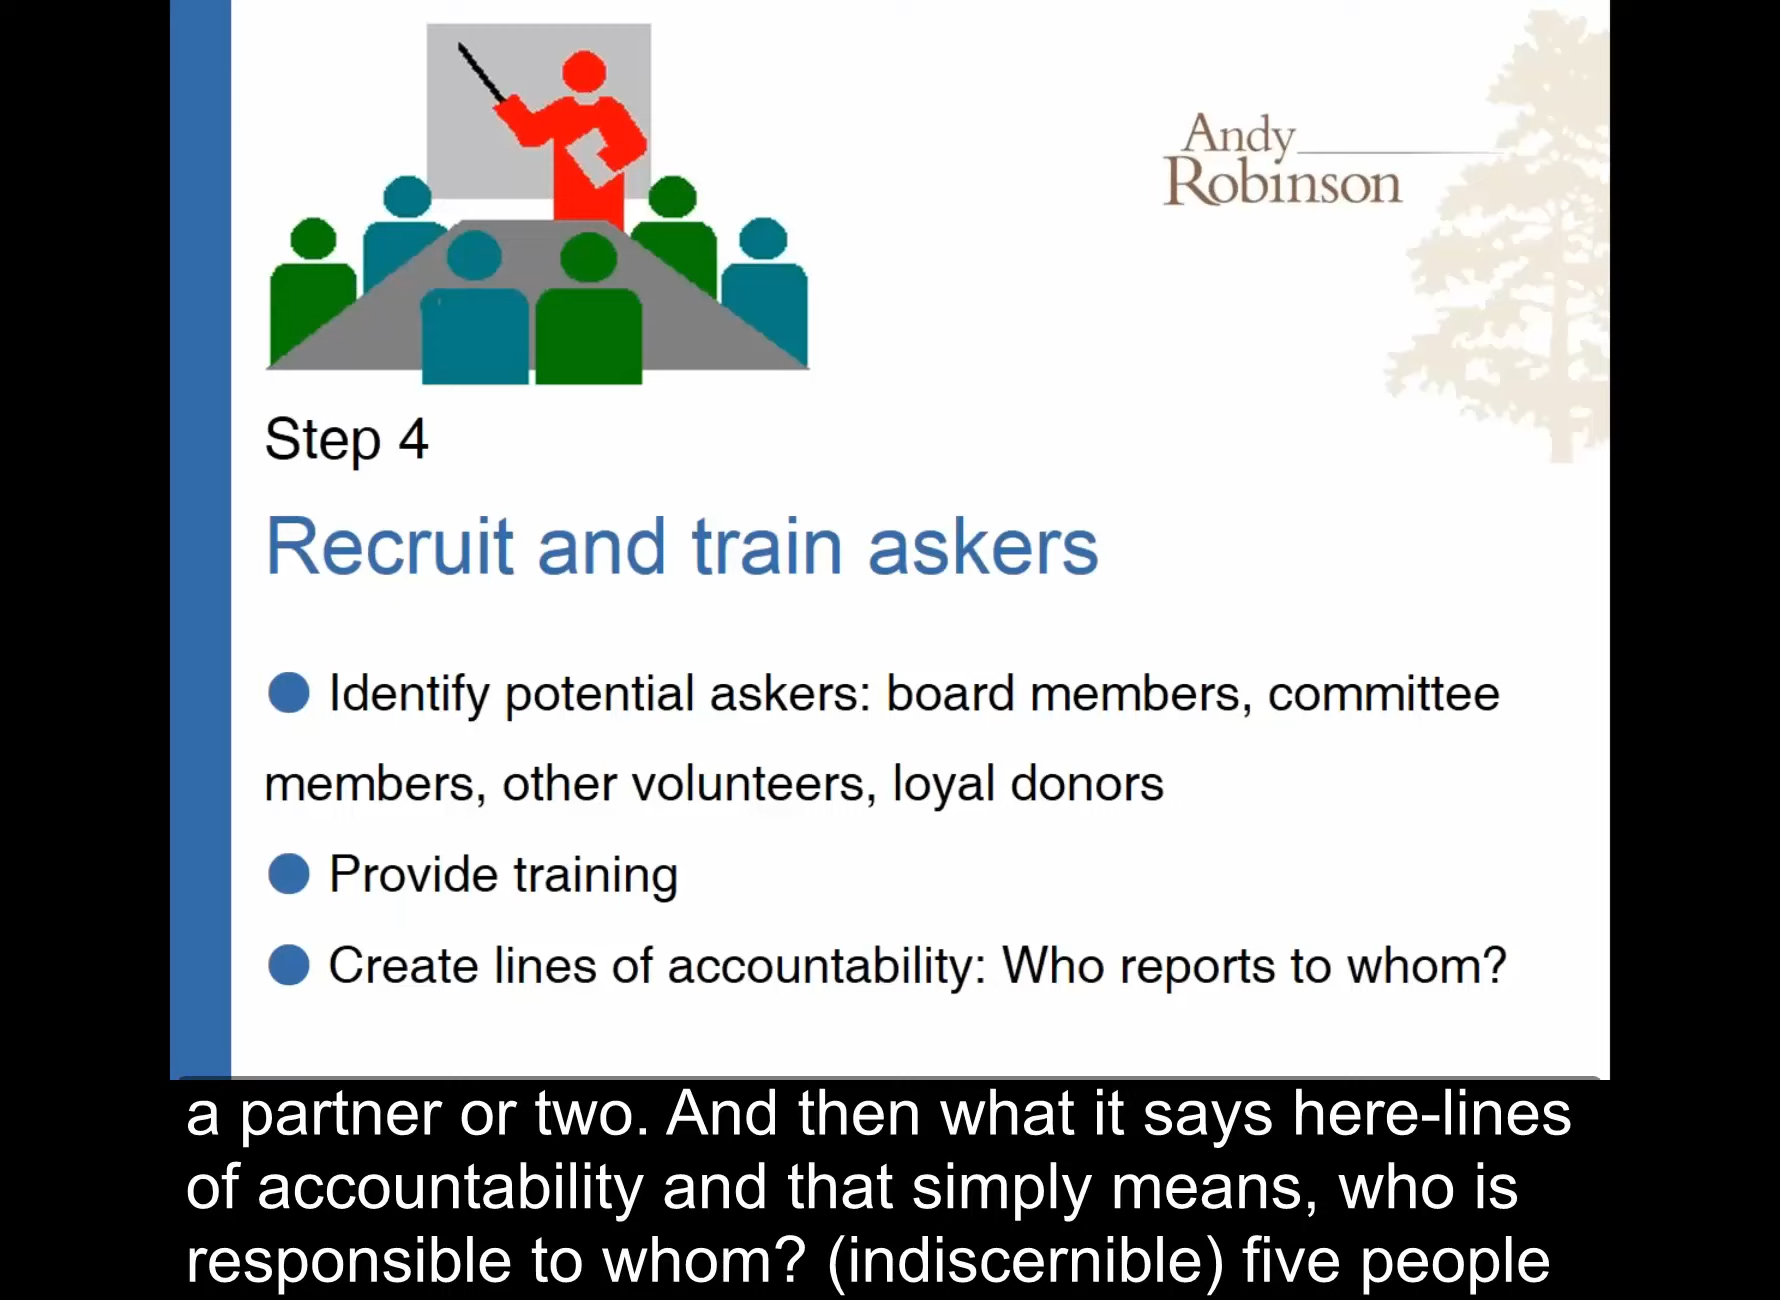 Andy
Robinson
Step 4
Recruit and train askers
Identify potential askers: board members, committee
members, other volunteers, loyal donors
Provide training
Create lines of accountability: Who reports to whom?
a partner or two. And then what it says here-lines
of accountability and that simply means, who is
responsible to whom? (indiscernible) five people